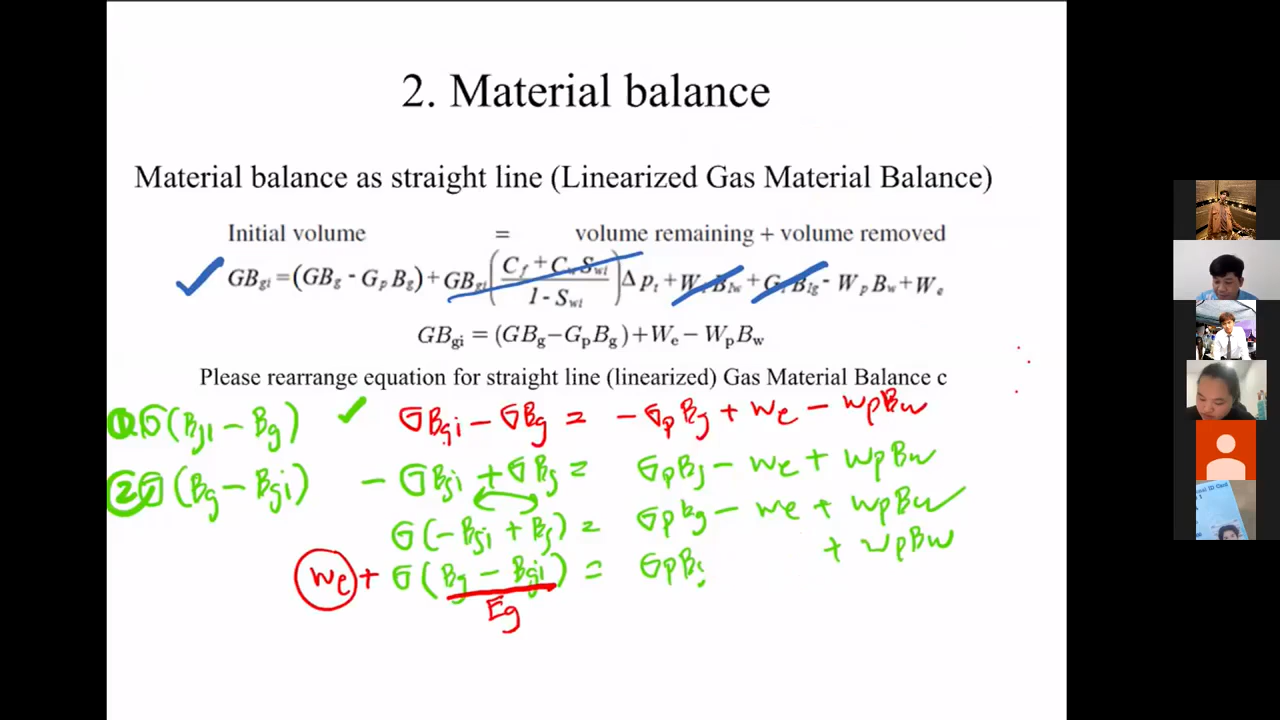 2. Material balance
Material balance as straight line (Linearized Gas Material Balance)
Initial volume = volume remaining + volume removed
GBgi = (GBg - GpBg) + GBgi((Cf + CwSwi)/(1 - Swi))Δpt + W B1w + G B1g - WpBw + We
GBgi = (GBg – GpBg) + We – WpBw
Please rearrange equation for straight line (linearized) Gas Material Balance c
1. G(Bgi - Bg) ✓ GBgi - GBg = - GpBg + We - WpBw
2. G(Bg - Bgi) - GBgi + GBg = GpBg - We + WpBw
G(-Bgi + Bg) = GpBg - We + WpBw
We + G(Bg - Bgi) = GpBg + WpBw
Eg